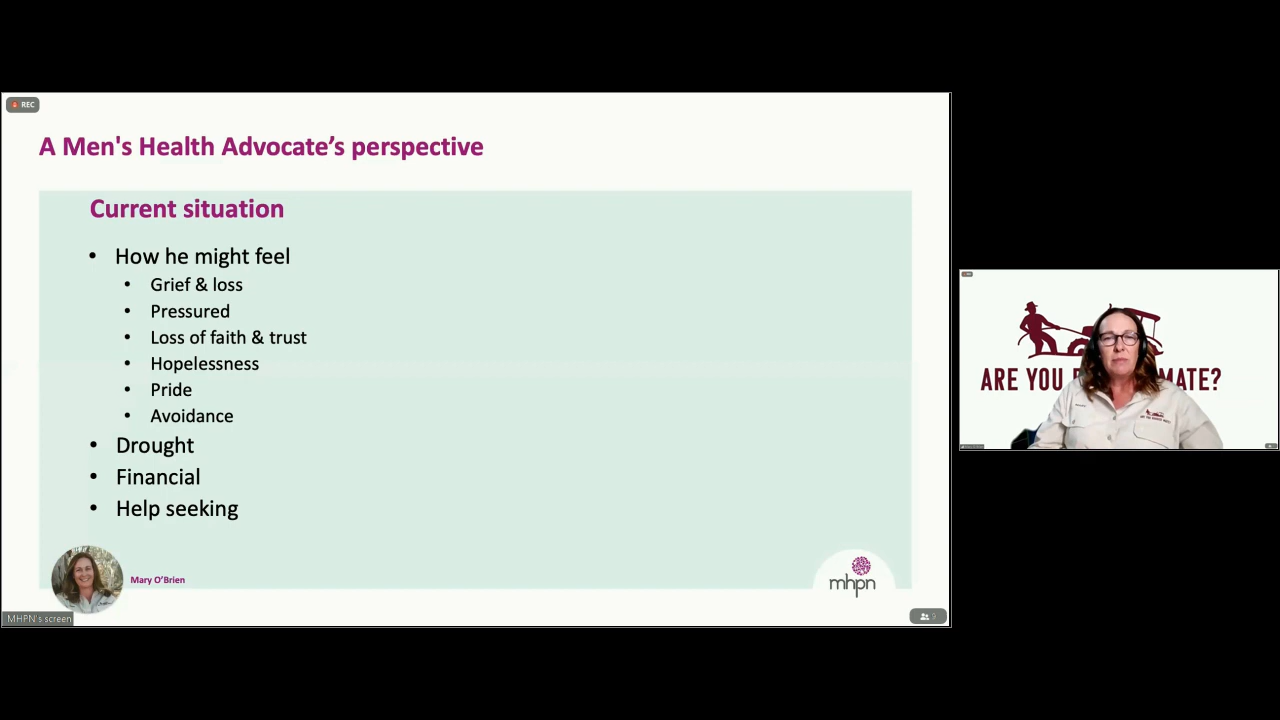 REC
A Men's Health Advocate’s perspective
Current situation
• How he might feel
• Grief & loss
• Pressured
• Loss of faith & trust
• Hopelessness
• Pride
• Avoidance
• Drought
• Financial
• Help seeking
Mary O’Brien
mhpn
MHPN's screen
9
ARE YOU MATE?